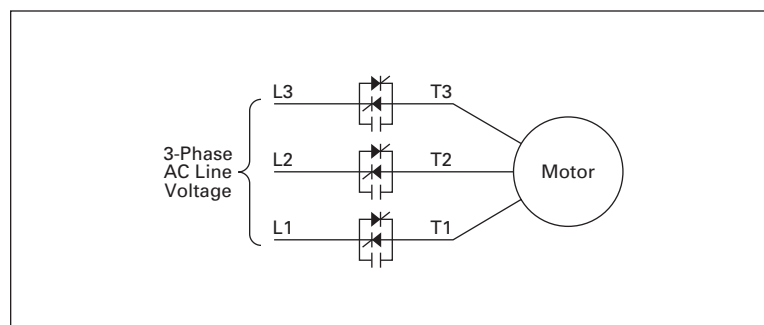 L3
T3
3-Phase
AC Line
Voltage
L2
T2
Motor
L1
T1